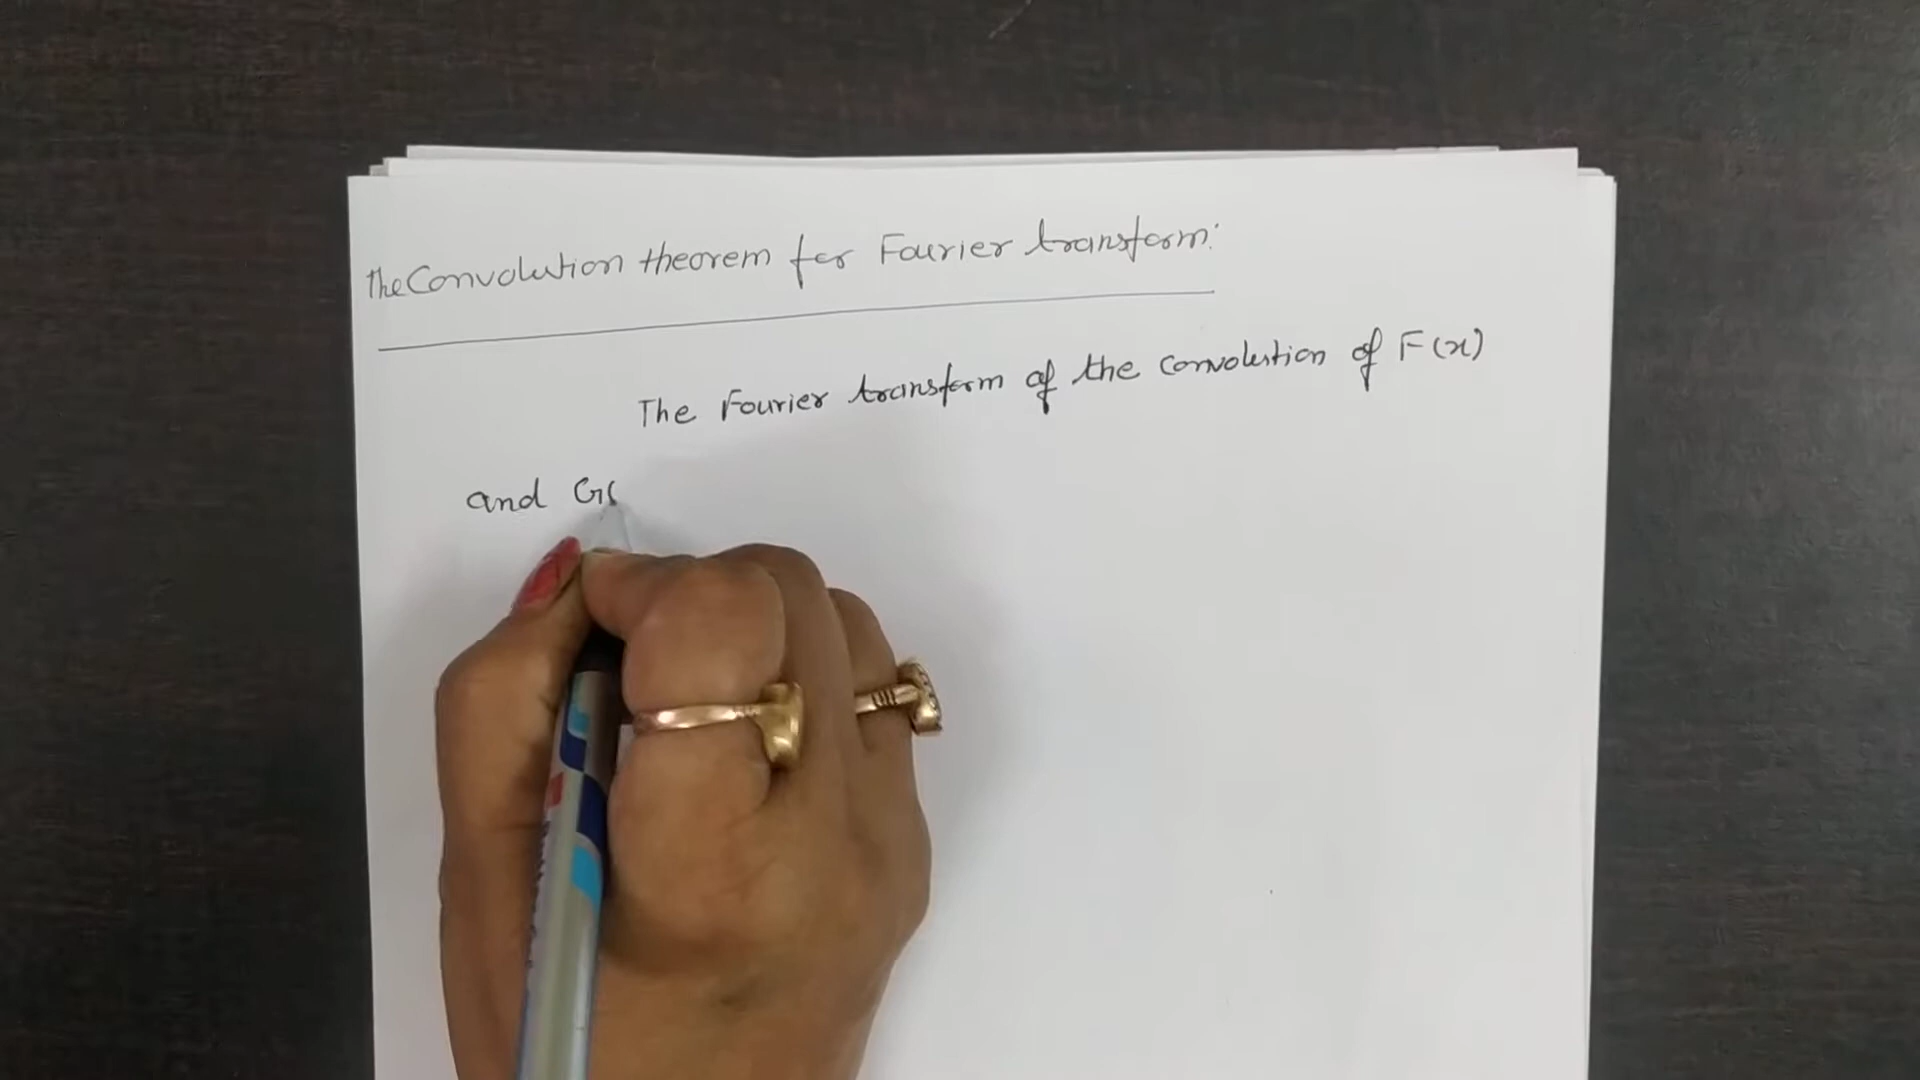 The Convolution theorem for Fourier transform:
The Fourier transform of the convolution of F(x)
and G(